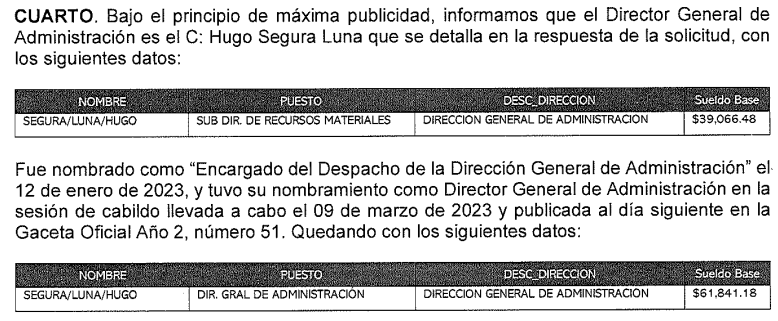 CUARTO. Bajo el principio de máxima publicidad, informamos que el Director General de
Administración es el C: Hugo Segura Luna que se detalla en la respuesta de la solicitud, con
los siguientes datos:
NOMBRE PUESTO DESC_DIRECCION Sueldo Base
SEGURA/LUNA/HUGO SUB DIR. DE RECURSOS MATERIALES DIRECCION GENERAL DE ADMINISTRACION $39,066.48
Fue nombrado como “Encargado del Despacho de la Dirección General de Administración” el
12 de enero de 2023, y tuvo su nombramiento como Director General de Administración en la
sesión de cabildo llevada a cabo el 09 de marzo de 2023 y publicada al día siguiente en la
Gaceta Oficial Año 2, número 51. Quedando con los siguientes datos:
NOMBRE PUESTO DESC_DIRECCION Sueldo Base
SEGURA/LUNA/HUGO DIR. GRAL DE ADMINISTRACIÓN DIRECCION GENERAL DE ADMINISTRACION $61,841.18